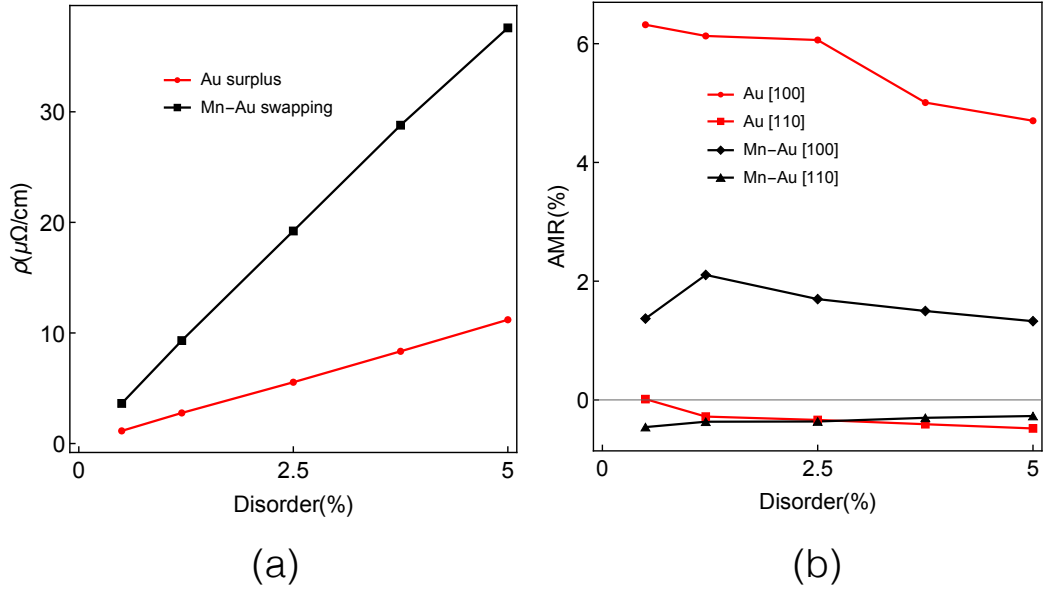 Au surplus
Mn-Au swapping
ρ(μΩ/cm)
30
20
10
0
0
2.5
5
Disorder(%)
(a)
Au [100]
Au [110]
Mn-Au [100]
Mn-Au [110]
AMR(%)
6
4
2
0
0
2.5
5
Disorder(%)
(b)